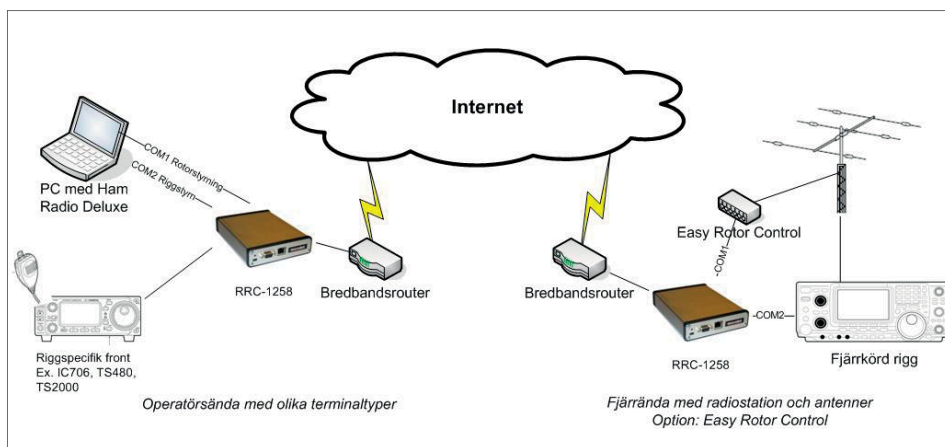 Internet
PC med Ham
Radio Deluxe
COM1 Rotorstyrning
COM2 Riggstyrn
RRC-1258
Bredbandsrouter
Riggspecifik front
Ex. IC706, TS480,
TS2000
Operatörsända med olika terminaltyper
Easy Rotor Control
-COM1-
Bredbandsrouter
RRC-1258
-COM2-
Fjärrkörd rigg
Fjärrända med radiostation och antenner
Option: Easy Rotor Control